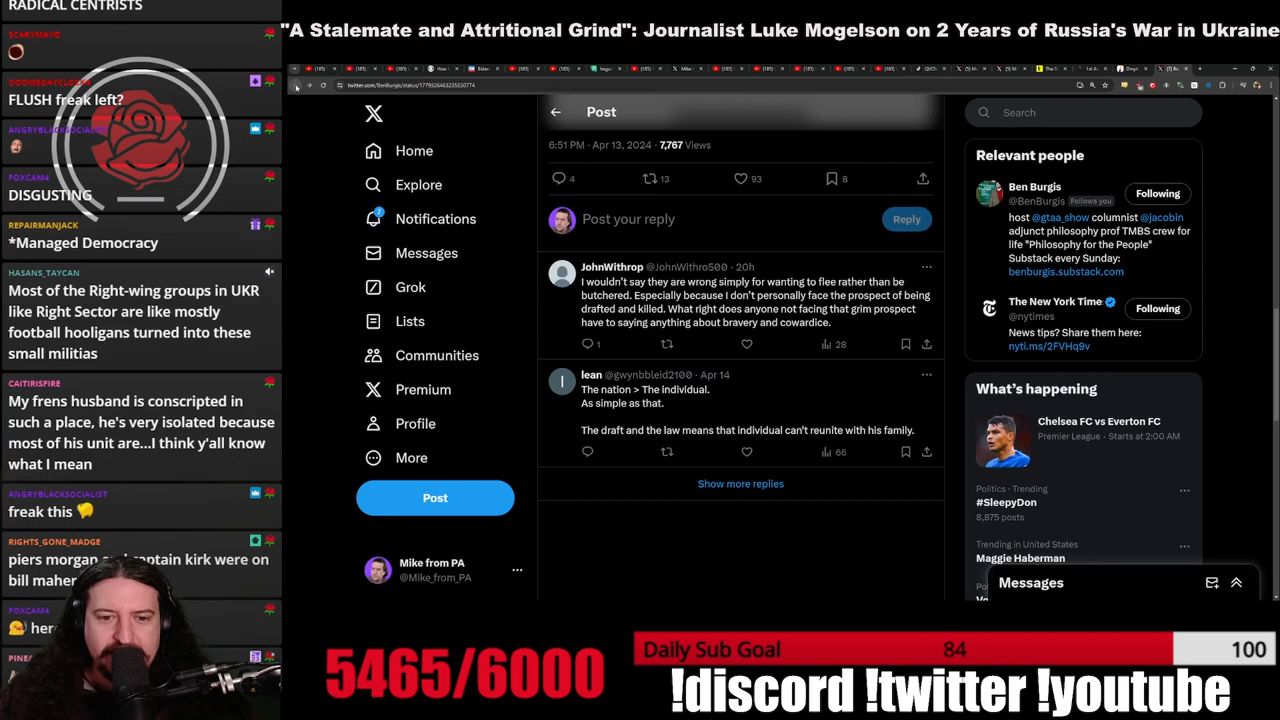 RADICAL CENTRISTS
"A Stalemate and Attritional Grind": Journalist Luke Mogelson on 2 Years of Russia's War in Ukraine
SCARYMAYO
DOOMSDAYCLOCK4
FLUSH freak left?
ANGRYBLACKSOCIALIST
FOXCAM4
DISGUSTING
REPAIRMANJACK
*Managed Democracy
HASANS_TAYCAN
Most of the Right-wing groups in UKR
like Right Sector are like mostly
football hooligans turned into these
small militias
CAITIRISFIRE
My frens husband is conscripted in
such a place, he's very isolated because
most of his unit are...I think y'all know
what I mean
ANGRYBLACKSOCIALIST
freak this
RIGHTS_GONE_MADGE
piers morgan and captain kirk were on
bill maher
FOXCAM4
her
twitter.com/BenBurgis/status/1779326463235530774
Home
Explore
Notifications
Messages
Grok
Lists
Communities
Premium
Profile
More
Post
Mike from PA
@Mike_from_PA
Post
6:51 PM · Apr 13, 2024 · 7,767 Views
4
13
93
8
Post your reply
Reply
JohnWithrop @JohnWithro500 · 20h
I wouldn't say they are wrong simply for wanting to flee rather than be
butchered. Especially because I don't personally face the prospect of being
drafted and killed. What right does anyone not facing that grim prospect
have to saying anything about bravery and cowardice.
1
28
lean @gwynbbleid2100 · Apr 14
The nation > The individual.
As simple as that.
The draft and the law means that individual can't reunite with his family.
66
Show more replies
Search
Relevant people
Ben Burgis
@BenBurgis Follows you
Following
host @gtaa_show columnist @jacobin
adjunct philosophy prof TMBS crew for
life "Philosophy for the People"
Substack every Sunday:
benburgis.substack.com
The New York Times
@nytimes
Following
News tips? Share them here:
nyti.ms/2FVHq9v
What's happening
Chelsea FC vs Everton FC
Premier League · Starts at 2:00 AM
Politics · Trending
#SleepyDon
8,875 posts
Trending in United States
Maggie Haberman
Messages
5465/6000
Daily Sub Goal 84 100
!discord !twitter !youtube